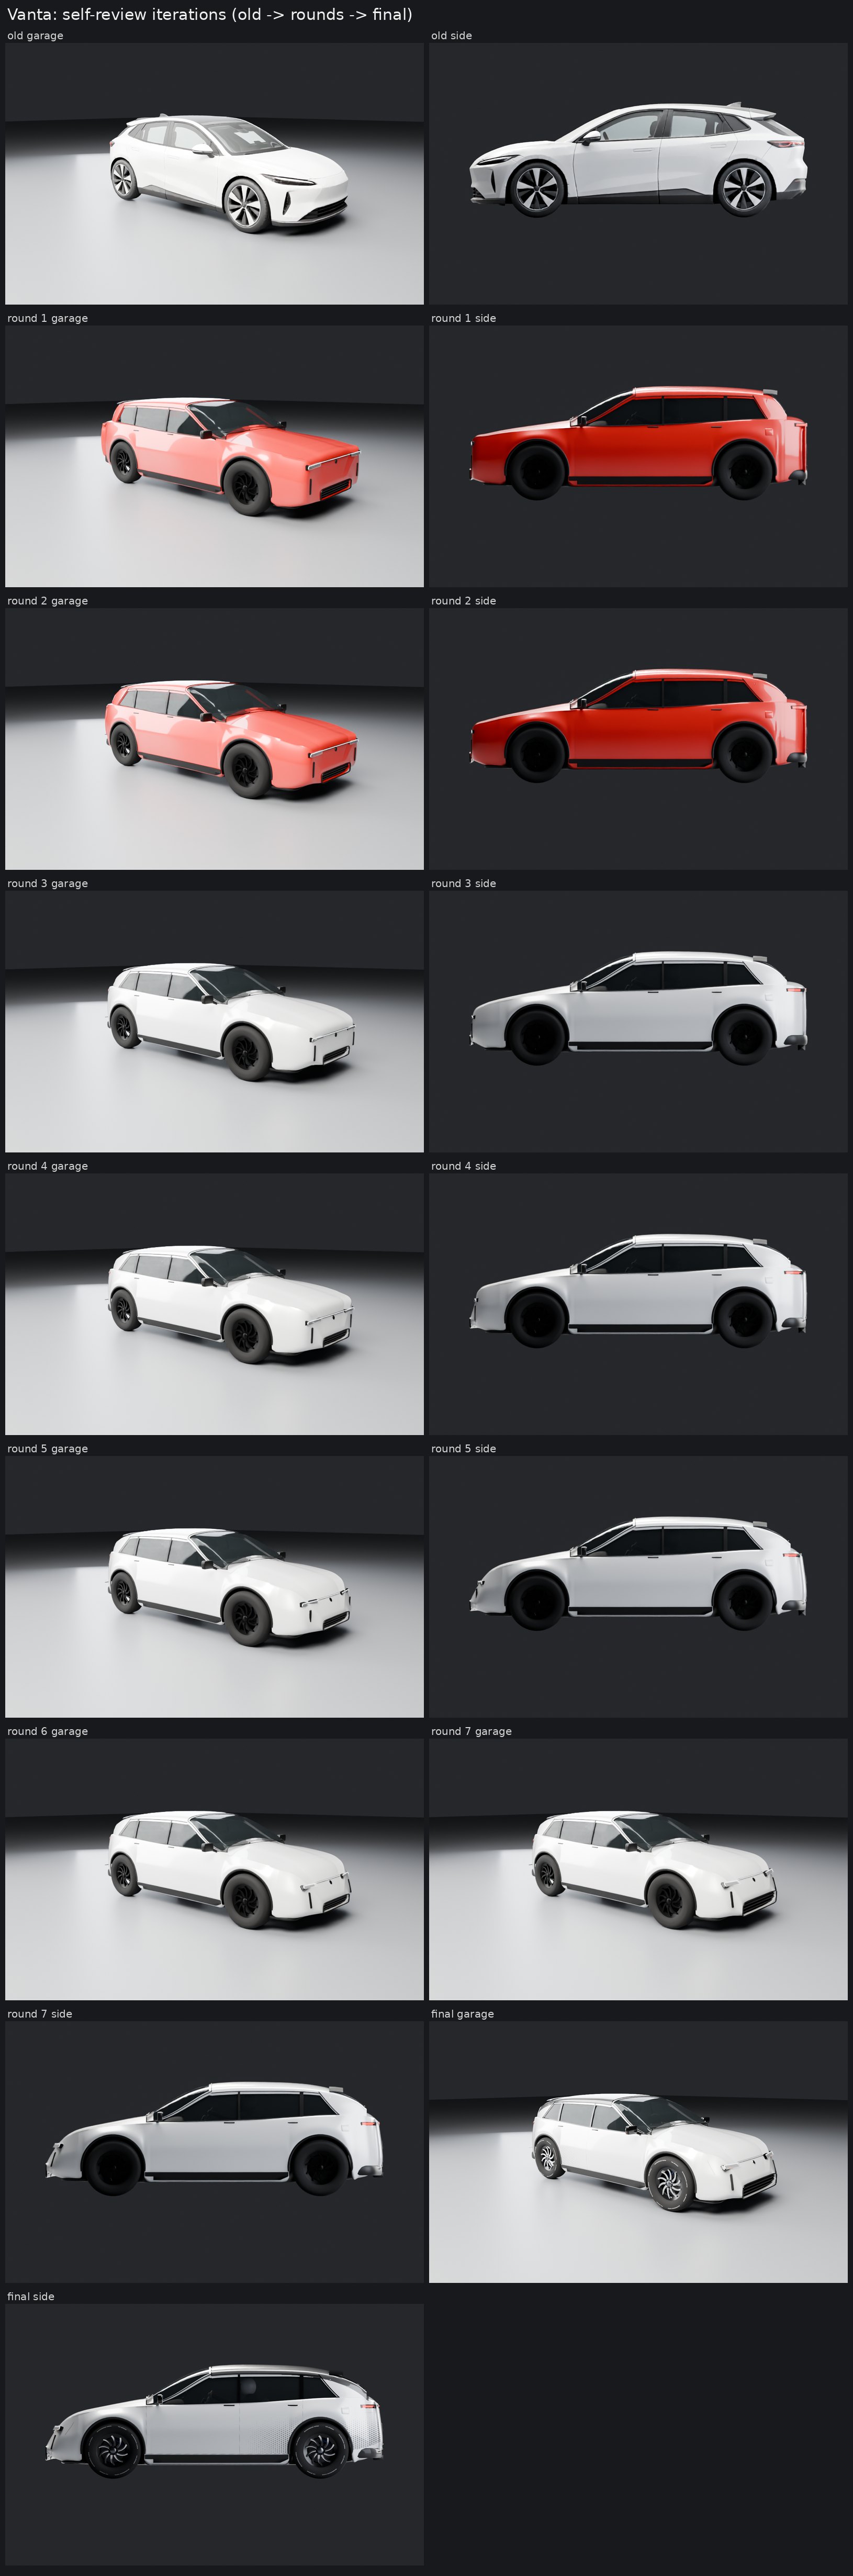 Vanta: self-review iterations (old -> rounds -> final)
old garage
old side
round 1 garage
round 1 side
round 2 garage
round 2 side
round 3 garage
round 3 side
round 4 garage
round 4 side
round 5 garage
round 5 side
round 6 garage
round 7 garage
round 7 side
final garage
final side